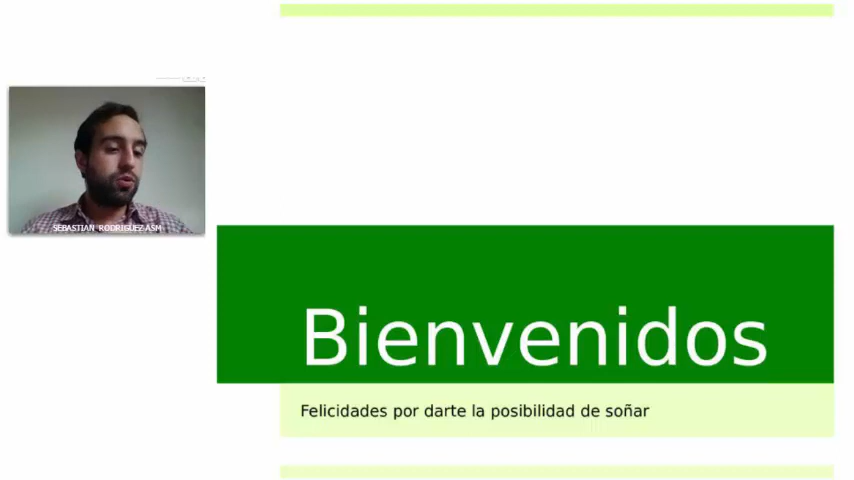 SEBASTIAN RODRIGUEZ ASM
Bienvenidos
Felicidades por darte la posibilidad de soñar